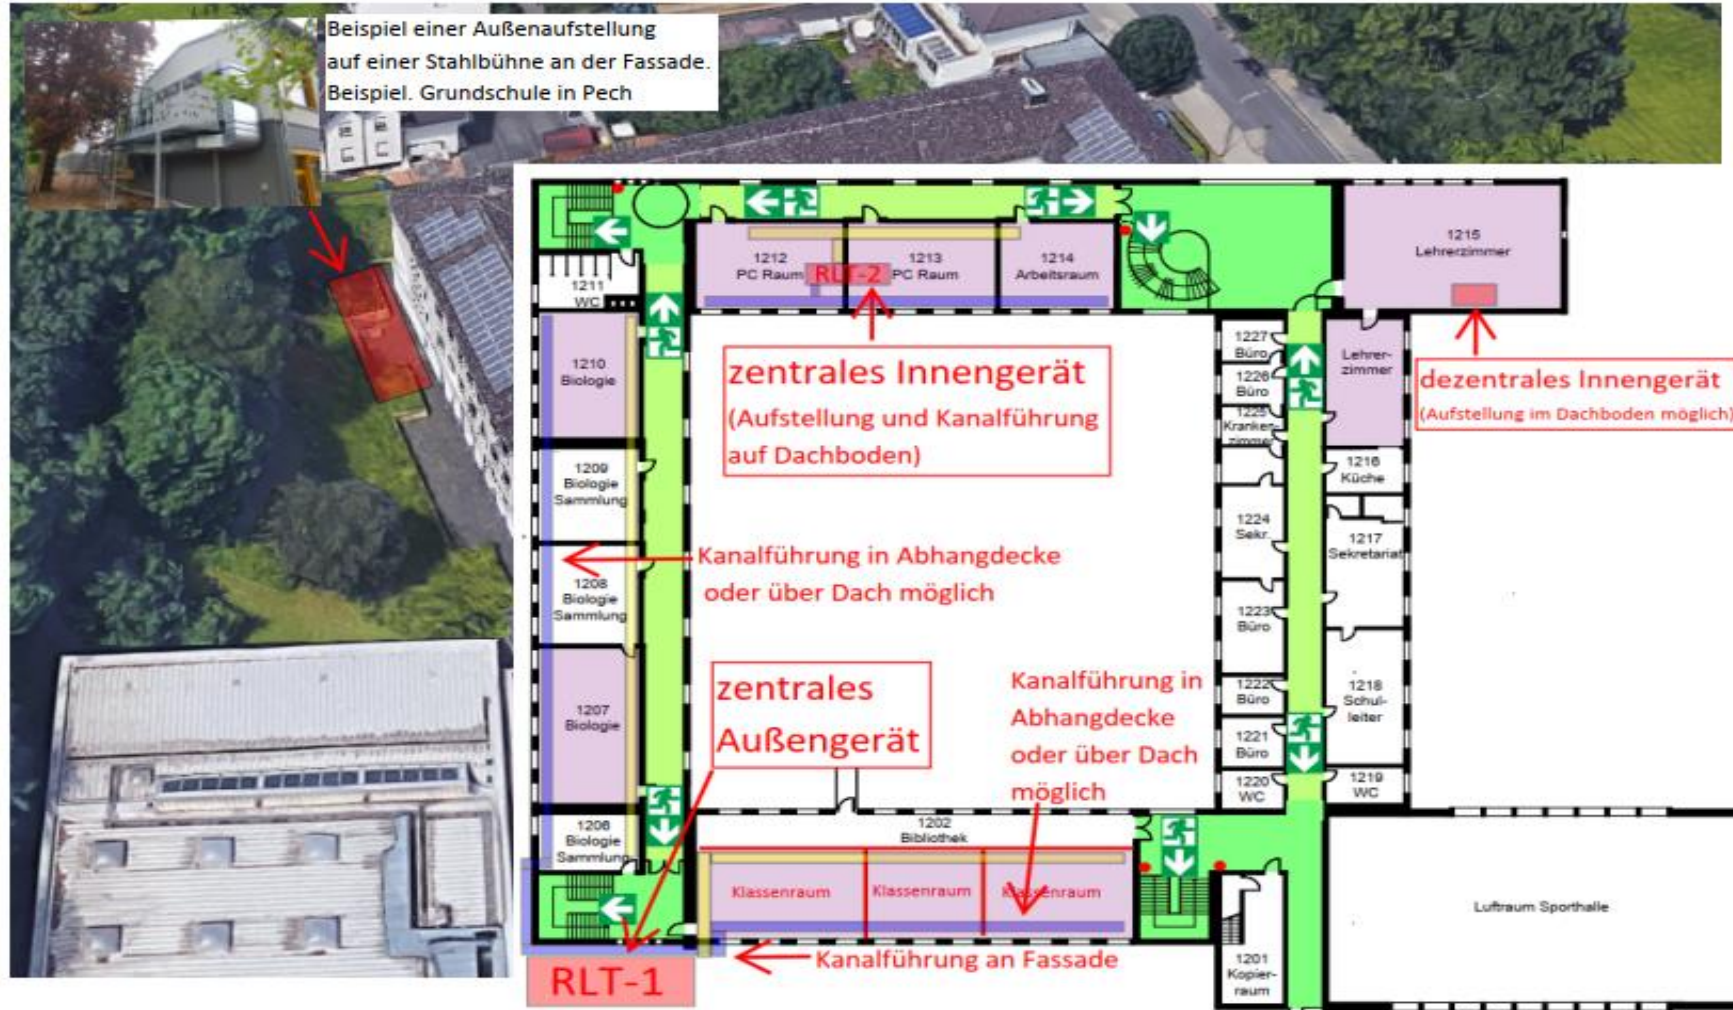 Beispiel einer Außenaufstellung
auf einer Stahlbühne an der Fassade.
Beispiel. Grundschule in Pech
1215
Lehrerzimmer
1212
PC Raum
RLT-2
1213
PC Raum
1214
Arbeitsraum
1211
WC
1210
Biologie
zentrales Innengerät
(Aufstellung und Kanalführung
auf Dachboden)
1227
Büro
1226
Büro
1225
Kranken-
zimmer
Lehrer-
zimmer
dezentrales Innengerät
(Aufstellung im Dachboden möglich)
1209
Biologie
Sammlung
1216
Küche
1224
Sekr.
1217
Sekretariat
Kanalführung in Abhangdecke
oder über Dach möglich
1208
Biologie
Sammlung
1223
Büro
1207
Biologie
zentrales
Außengerät
Kanalführung in
Abhangdecke
oder über Dach
möglich
1222
Büro
1218
Schul-
leiter
1221
Büro
1220
WC
1219
WC
1206
Biologie
Sammlung
1202
Bibliothek
Klassenraum
Klassenraum
Klassenraum
Luftraum Sporthalle
Kanalführung an Fassade
1201
Kopier-
raum
RLT-1